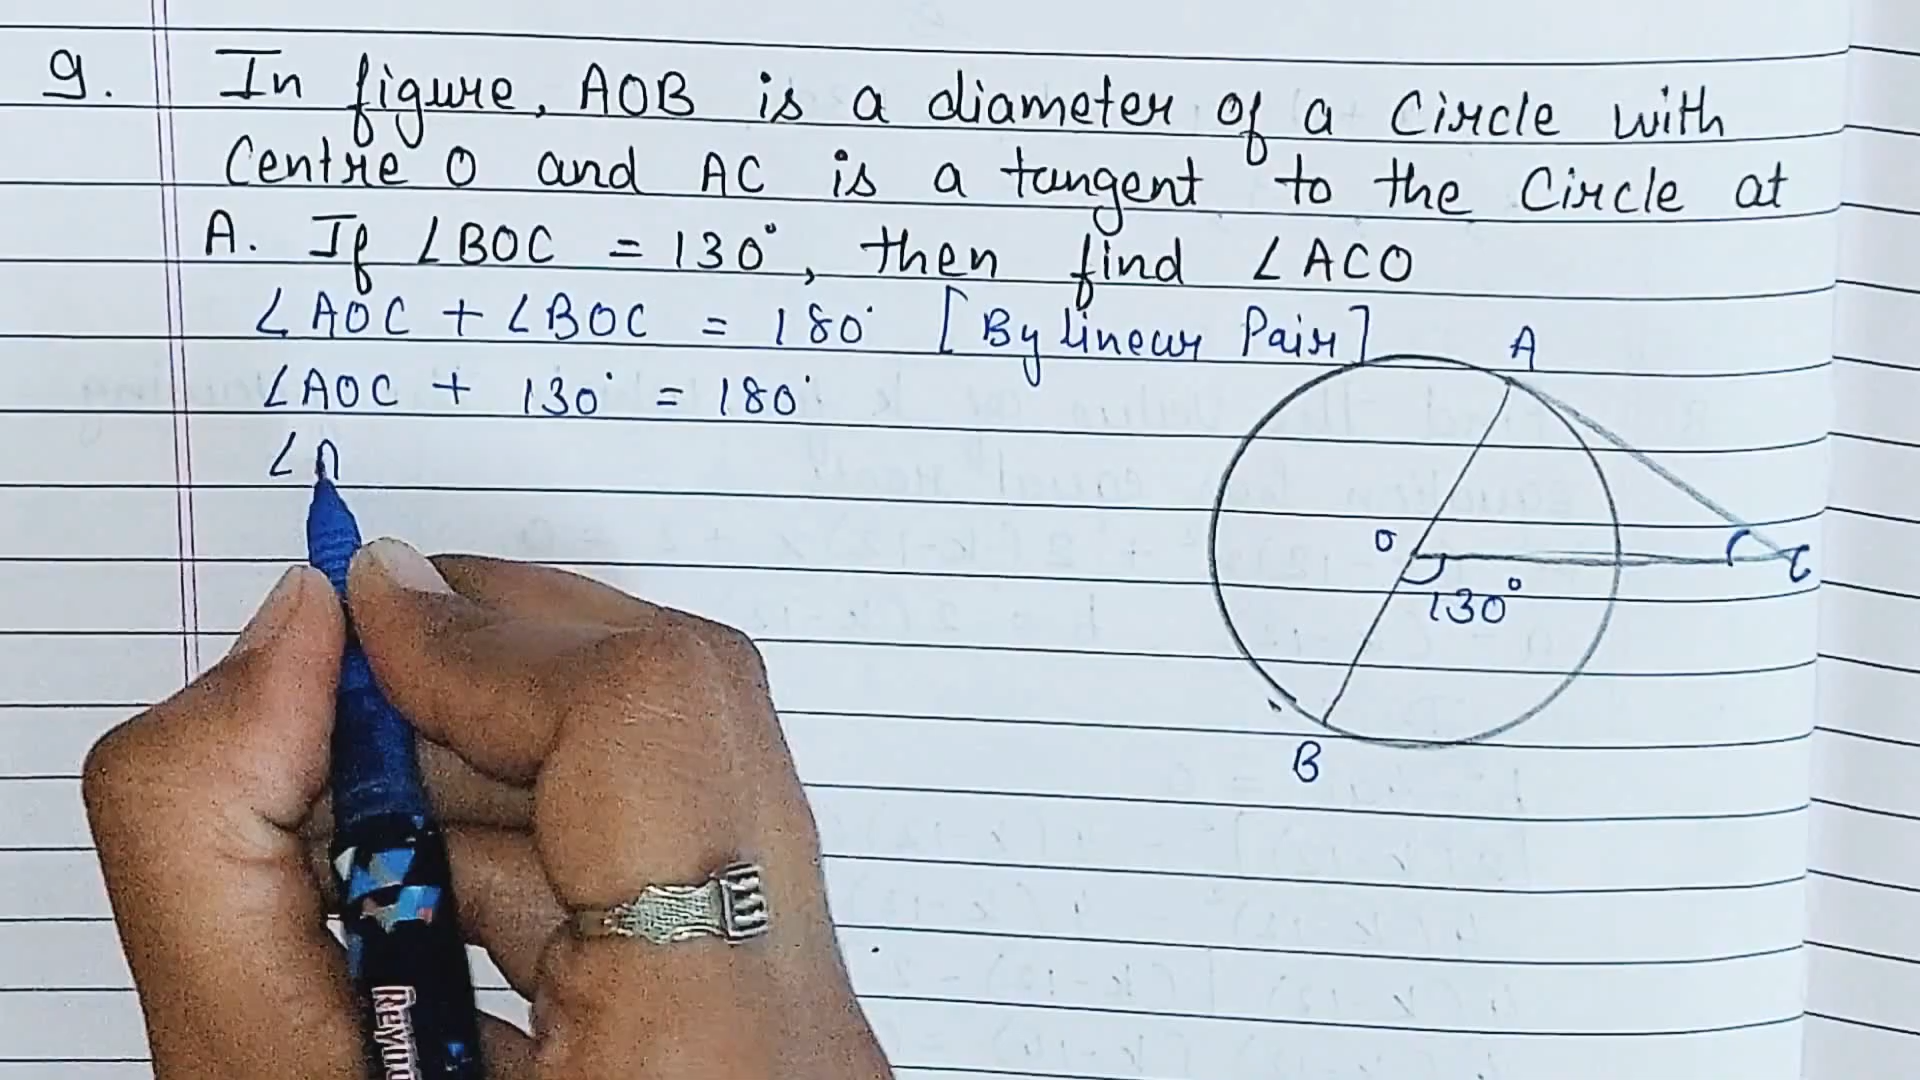 9. In figure, AOB is a diameter of a Circle with
Centre O and AC is a tangent to the Circle at
A. If ∠BOC = 130°, then find ∠ACO
∠AOC + ∠BOC = 180° [By linear Pair]
∠AOC + 130° = 180°
∠A
A
O
C
130°
B